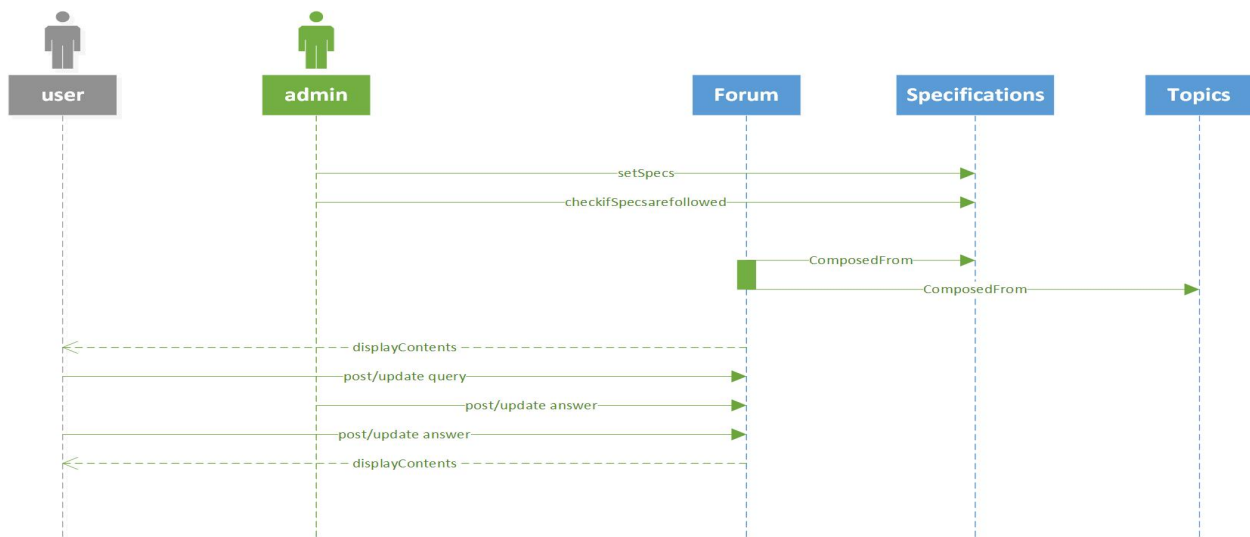 user
admin
Forum
Specifications
Topics
setSpecs
checkifSpecsarefollowed
ComposedFrom
ComposedFrom
displayContents
post/update query
post/update answer
post/update answer
displayContents